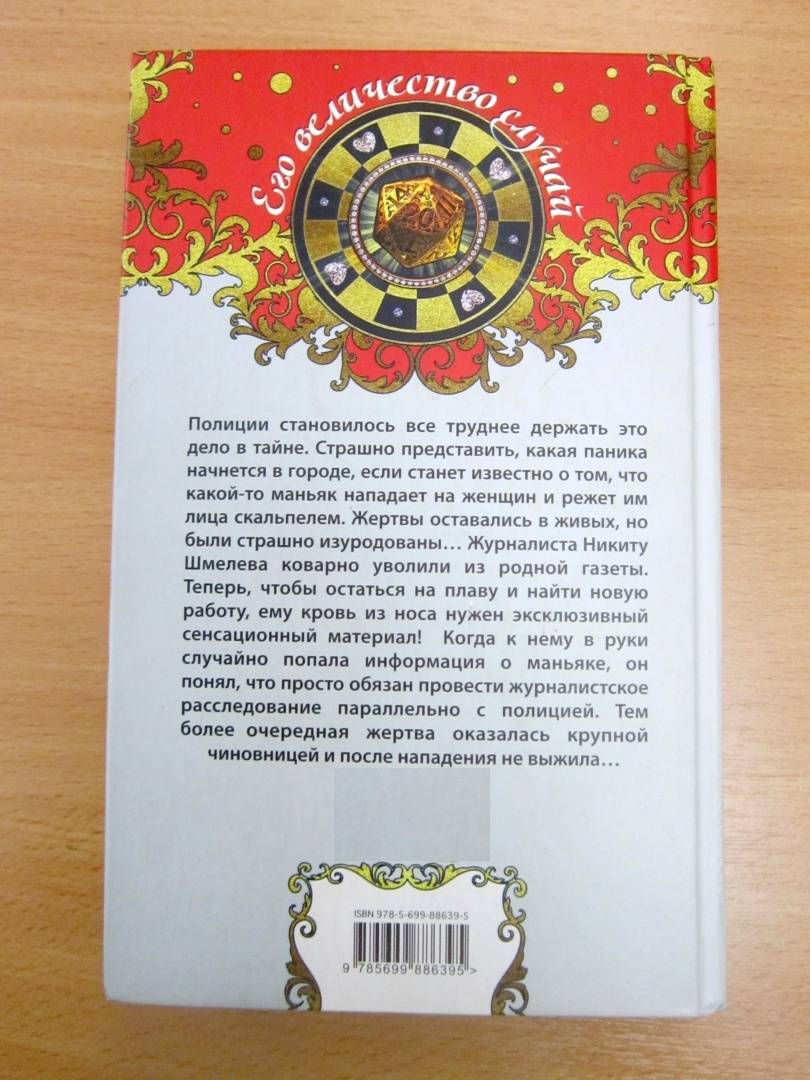 Его величество случай
20
Полиции становилось все труднее держать это
дело в тайне. Страшно представить, какая паника
начнется в городе, если станет известно о том, что
какой-то маньяк нападает на женщин и режет им
лица скальпелем. Жертвы оставались в живых, но
были страшно изуродованы... Журналиста Никиту
Шмелева коварно уволили из родной газеты.
Теперь, чтобы остаться на плаву и найти новую
работу, ему кровь из носа нужен эксклюзивный
сенсационный материал! Когда к нему в руки
случайно попала информация о маньяке, он
понял, что просто обязан провести журналистское
расследование параллельно с полицией. Тем
более очередная жертва оказалась крупной
чиновницей и после нападения не выжила...
ISBN 978-5-699-88639-5
9 785699 886395 >